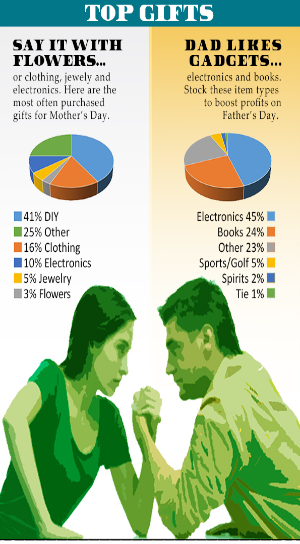 TOP GIFTS
SAY IT WITH
FLOWERS...
or clothing, jewely and
electronics. Here are the
most often purchased
gifts for Mother's Day.
41% DIY
25% Other
16% Clothing
10% Electronics
5% Jewelry
3% Flowers
DAD LIKES
GADGETS...
electronics and books.
Stock these item types
to boost profits on
Father's Day.
Electronics 45%
Books 24%
Other 23%
Sports/Golf 5%
Spirits 2%
Tie 1%